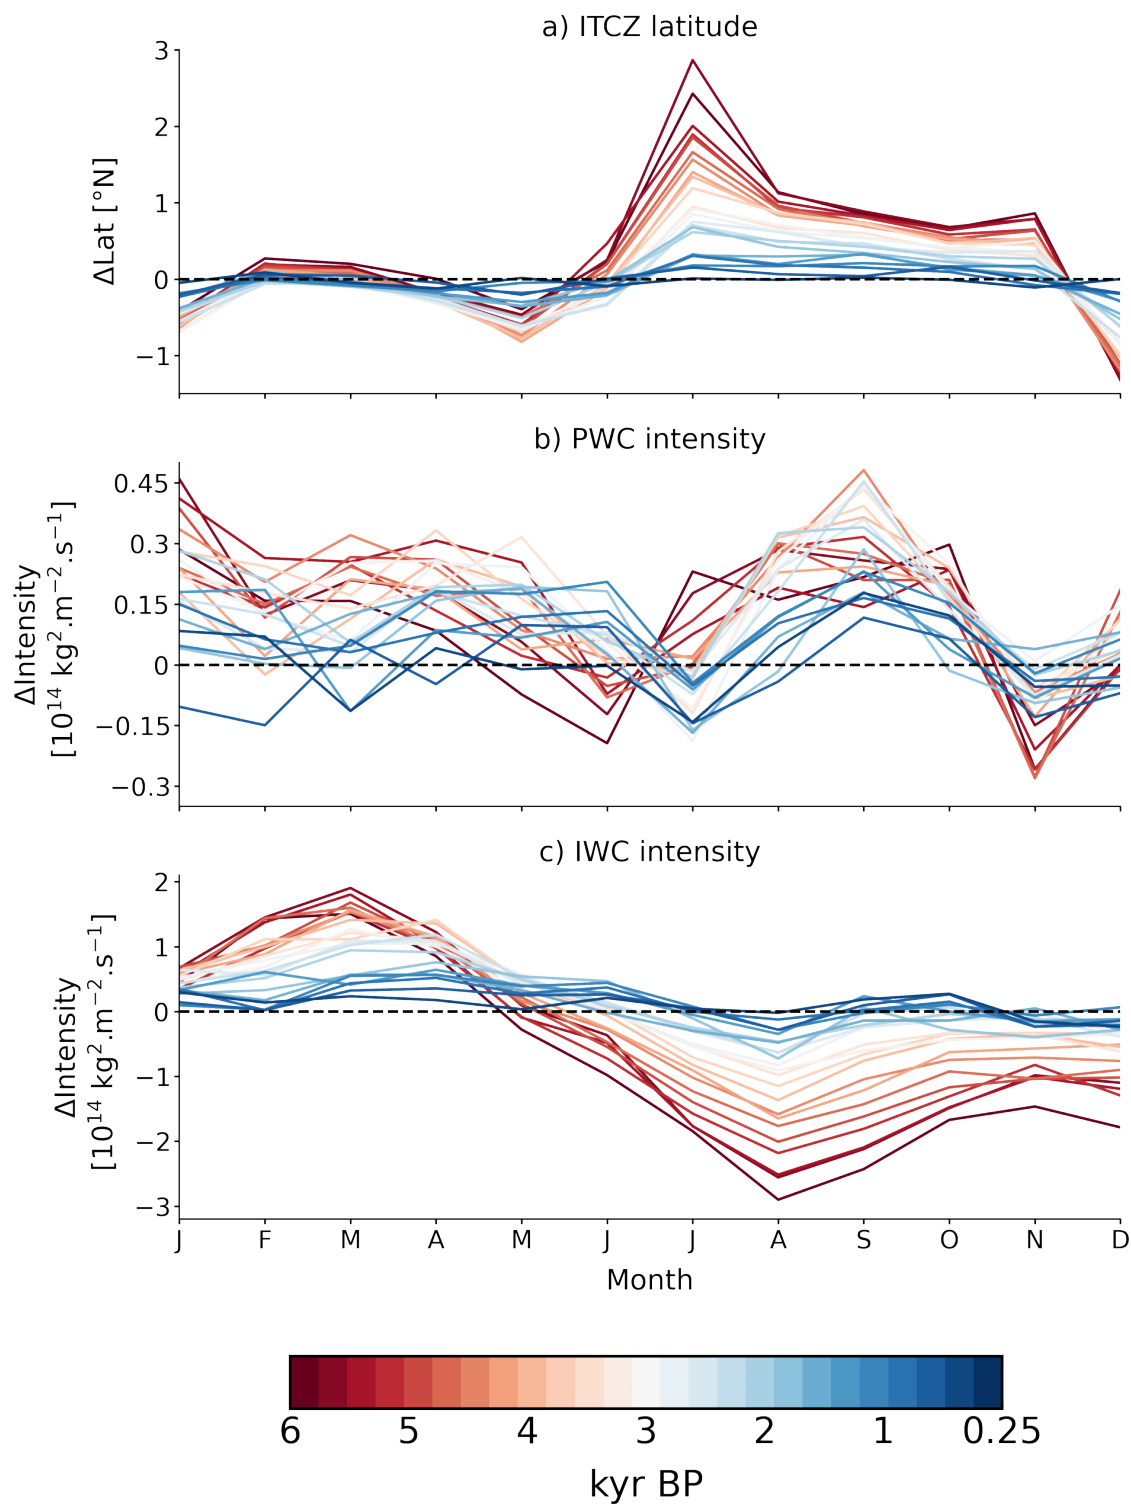 a) ITCZ latitude
3
2
1
0
−1
ΔLat [°N]
b) PWC intensity
0.45
0.3
0.15
0
−0.15
−0.3
ΔIntensity
[10¹⁴ kg².m⁻².s⁻¹]
c) IWC intensity
2
1
0
−1
−2
−3
ΔIntensity
[10¹⁴ kg².m⁻².s⁻¹]
J F M A M J J A S O N D
Month
6 5 4 3 2 1 0.25
kyr BP